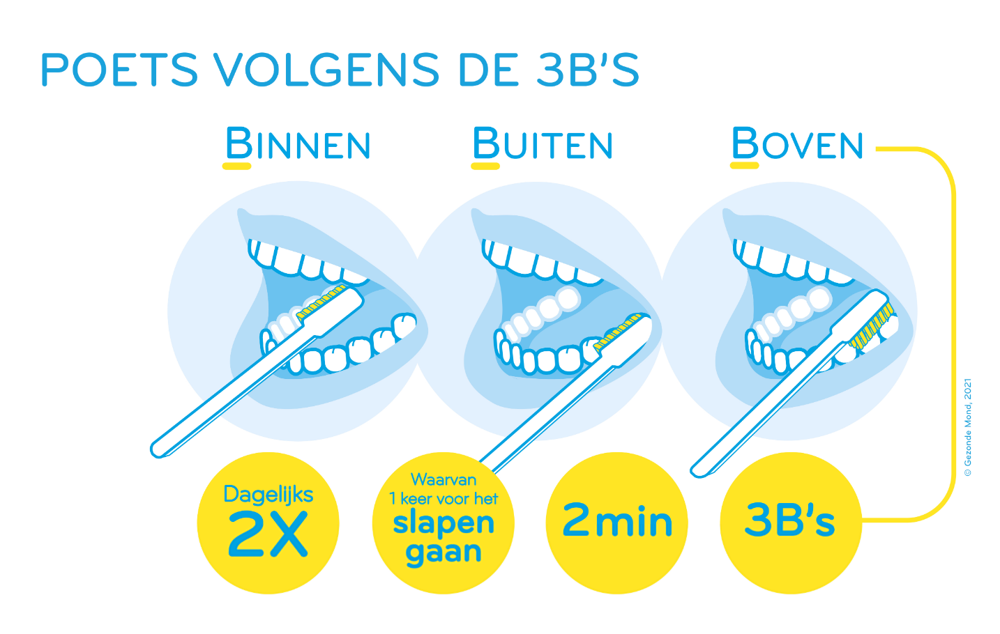 POETS VOLGENS DE 3B'S
BINNEN
BUITEN
BOVEN
Dagelijks
2X
Waarvan
1 keer voor het
slapen
gaan
2min
3B's
© Gezonde Mond, 2021